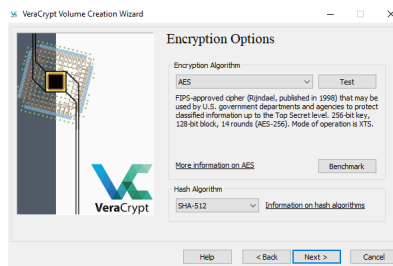 VeraCrypt Volume Creation Wizard
Encryption Options
Encryption Algorithm
AES
Test
FIPS-approved cipher (Rijndael, published in 1998) that may be
used by U.S. government departments and agencies to protect
classified information up to the Top Secret level. 256-bit key,
128-bit block, 14 rounds (AES-256). Mode of operation is XTS.
More information on AES
Benchmark
Hash Algorithm
SHA-512
Information on hash algorithms
VeraCrypt
Help
< Back
Next >
Cancel